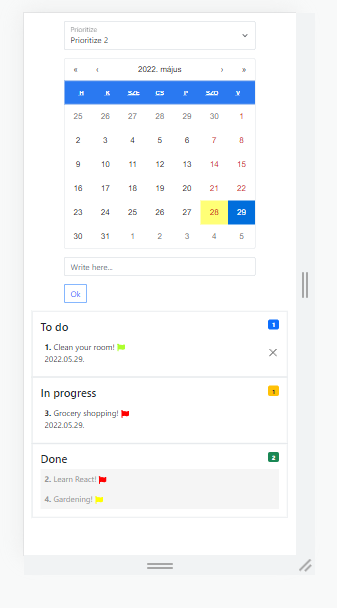 Prioritize
Prioritize 2
« ‹ 2022. május › »
H K SZE CS P SZO V
25 26 27 28 29 30 1
2 3 4 5 6 7 8
9 10 11 12 13 14 15
16 17 18 19 20 21 22
23 24 25 26 27 28 29
30 31 1 2 3 4 5
Write here...
Ok
To do 1
1. Clean your room!
2022.05.29.
In progress 1
3. Grocery shopping!
2022.05.29.
Done 2
2. Learn React!
4. Gardening!